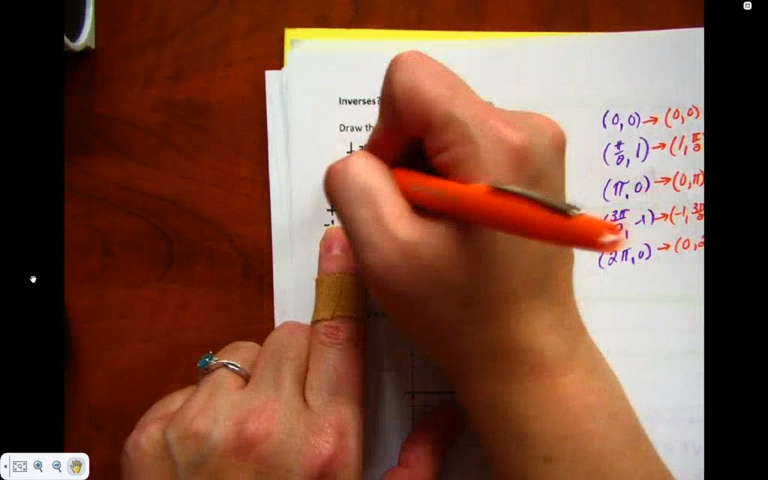 Inverses?
Draw th
(0,0) → (0,0)
(π/2, 1) → (1, π/2
(π, 0) → (0, π)
(3π/2, -1) → (-1, 3π/2
(2π, 0) → (0, 2